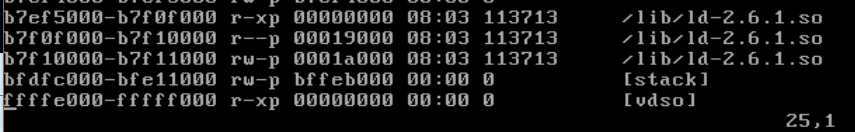 b7ef5000-b7f0f000 r-xp 00000000 08:03 113713 /lib/ld-2.6.1.so
b7f0f000-b7f10000 r--p 00019000 08:03 113713 /lib/ld-2.6.1.so
b7f10000-b7f11000 rw-p 0001a000 08:03 113713 /lib/ld-2.6.1.so
bfdfc000-bfe11000 rw-p bffeb000 00:00 0 [stack]
ffffe000-fffff000 r-xp 00000000 00:00 0 [vdso]
25,1